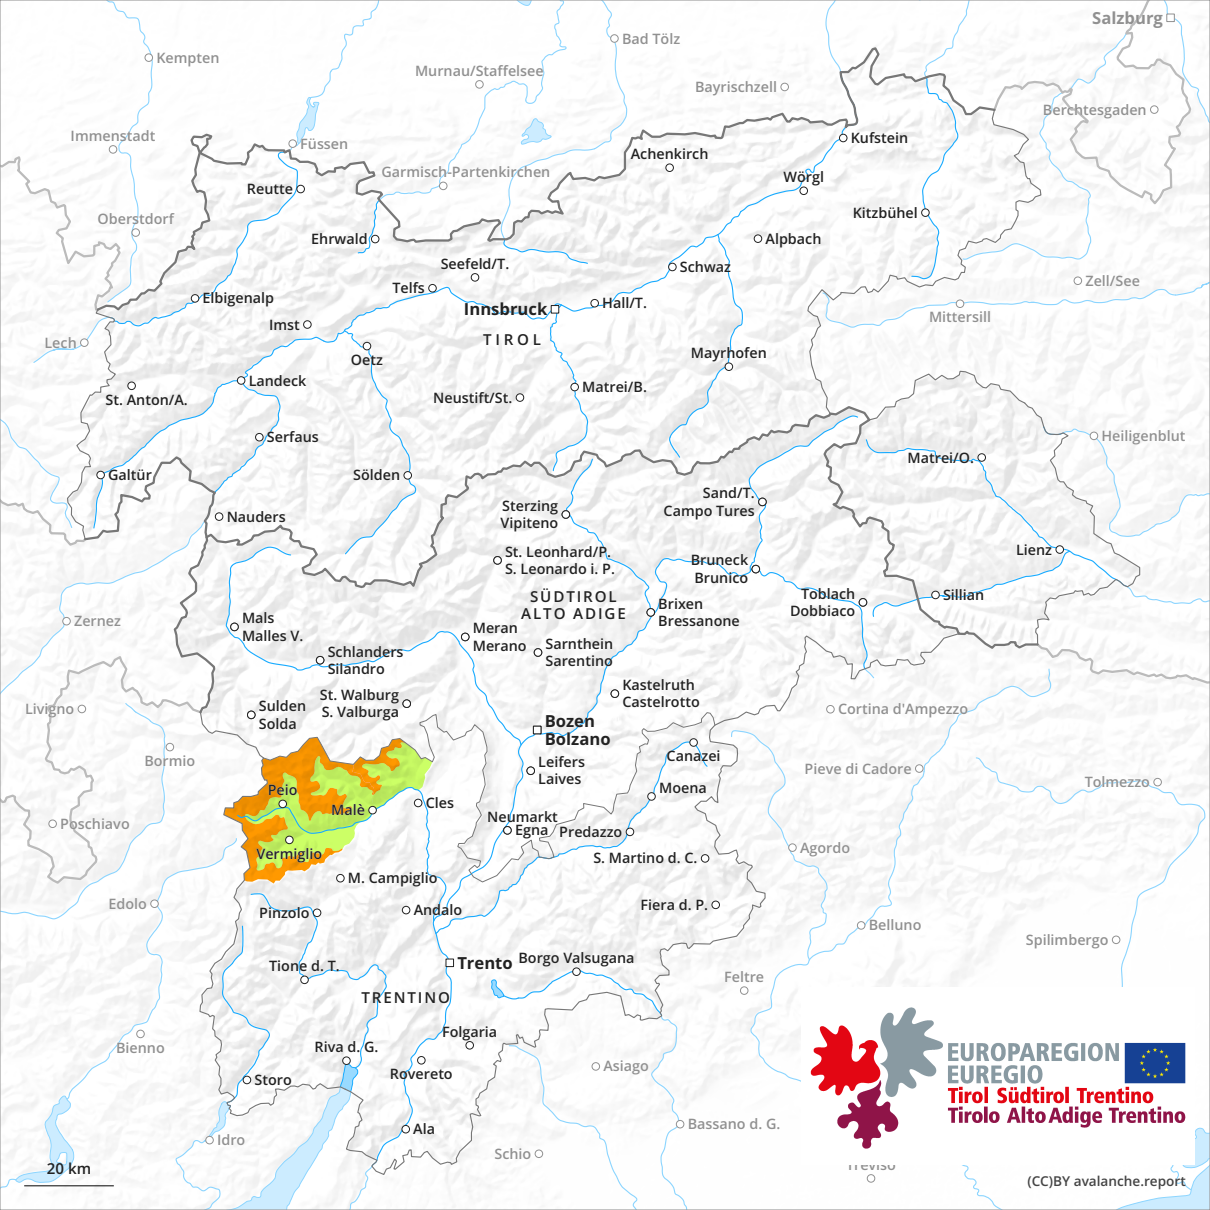 Salzburg
Bad Tölz
Kempten
Murnau/Staffelsee
Bayrischzell
Berchtesgaden
Immenstadt
Füssen
Kufstein
Achenkirch
Garmisch-Partenkirchen
Wörgl
Reutte
Kitzbühel
Oberstdorf
Ehrwald
Alpbach
Seefeld/T.
Schwaz
Zell/See
Telfs
Elbigenalp
Hall/T.
Innsbruck
Mittersill
Imst
TIROL
Lech
Mayrhofen
Oetz
Landeck
Matrei/B.
St. Anton/A.
Neustift/St.
Serfaus
Heiligenblut
Matrei/O.
Galtür
Sölden
Sand/T.
Campo Tures
Sterzing
Vipiteno
Nauders
Lienz
St. Leonhard/P.
S. Leonardo i. P.
Bruneck
Brunico
SÜDTIROL
ALTO ADIGE
Toblach
Dobbiaco
Sillian
Brixen
Bressanone
Zernez
Mals
Malles V.
Meran
Merano
Sarnthein
Sarentino
Schlanders
Silandro
Kastelruth
Castelrotto
St. Walburg
S. Valburga
Sulden
Solda
Livigno
Cortina d'Ampezzo
Bozen
Bolzano
Canazei
Bormio
Leifers
Laives
Pieve di Cadore
Tolmezzo
Peio
Moena
Malè
Cles
Neumarkt
Egna
Predazzo
Poschiavo
Vermiglio
S. Martino d. C.
Agordo
M. Campiglio
Edolo
Pinzolo
Andalo
Fiera d. P.
Belluno
Spilimbergo
Trento
Borgo Valsugana
Tione d. T.
Feltre
TRENTINO
Folgaria
Bienno
Riva d. G.
Rovereto
Asiago
Storo
EUROPAREGION
EUREGIO
Tirol Südtirol Trentino
Tirolo Alto Adige Trentino
Ala
Bassano d. G.
Idro
Schio
Treviso
20 km
(CC)BY avalanche.report